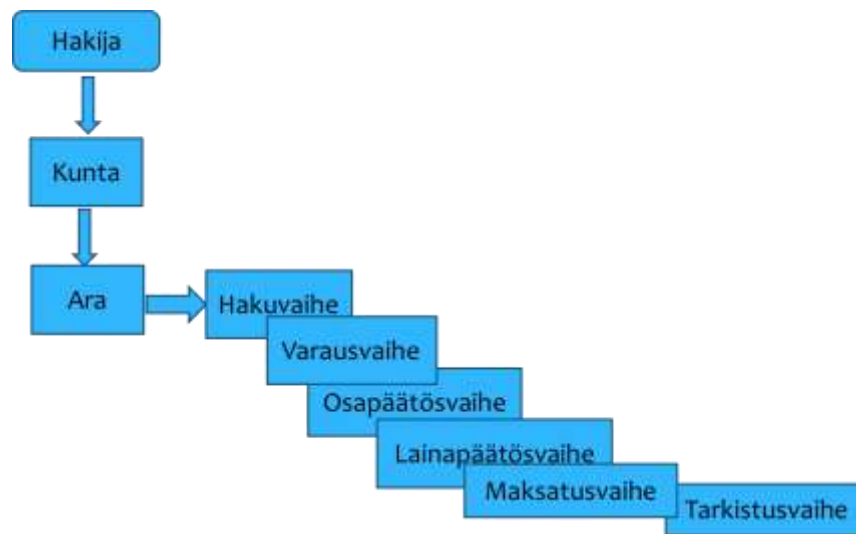 Hakija
Kunta
Ara
Hakuvaihe
Varausvaihe
Osapäätösvaihe
Lainapäätösvaihe
Maksatusvaihe
Tarkistusvaihe